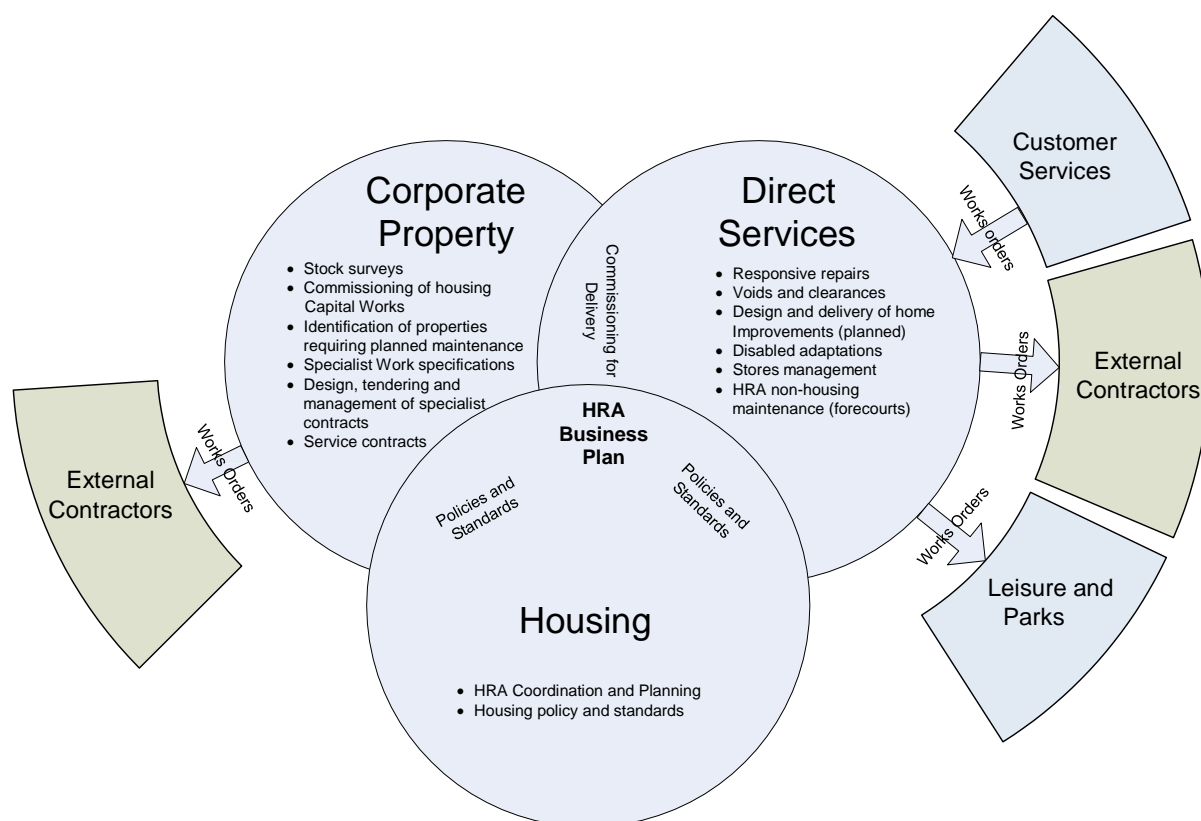 Corporate
Property
• Stock surveys
• Commissioning of housing
Capital Works
• Identification of properties
requiring planned maintenance
• Specialist Work specifications
• Design, tendering and
management of specialist
contracts
• Service contracts
Commissioning for
Delivery
Direct
Services
• Responsive repairs
• Voids and clearances
• Design and delivery of home
Improvements (planned)
• Disabled adaptations
• Stores management
• HRA non-housing
maintenance (forecourts)
HRA
Business
Plan
Policies and
Standards
Policies and
Standards
Housing
• HRA Coordination and Planning
• Housing policy and standards
Works Orders
External
Contractors
Works orders
Customer
Services
Works Orders
External
Contractors
Works Orders
Leisure and
Parks